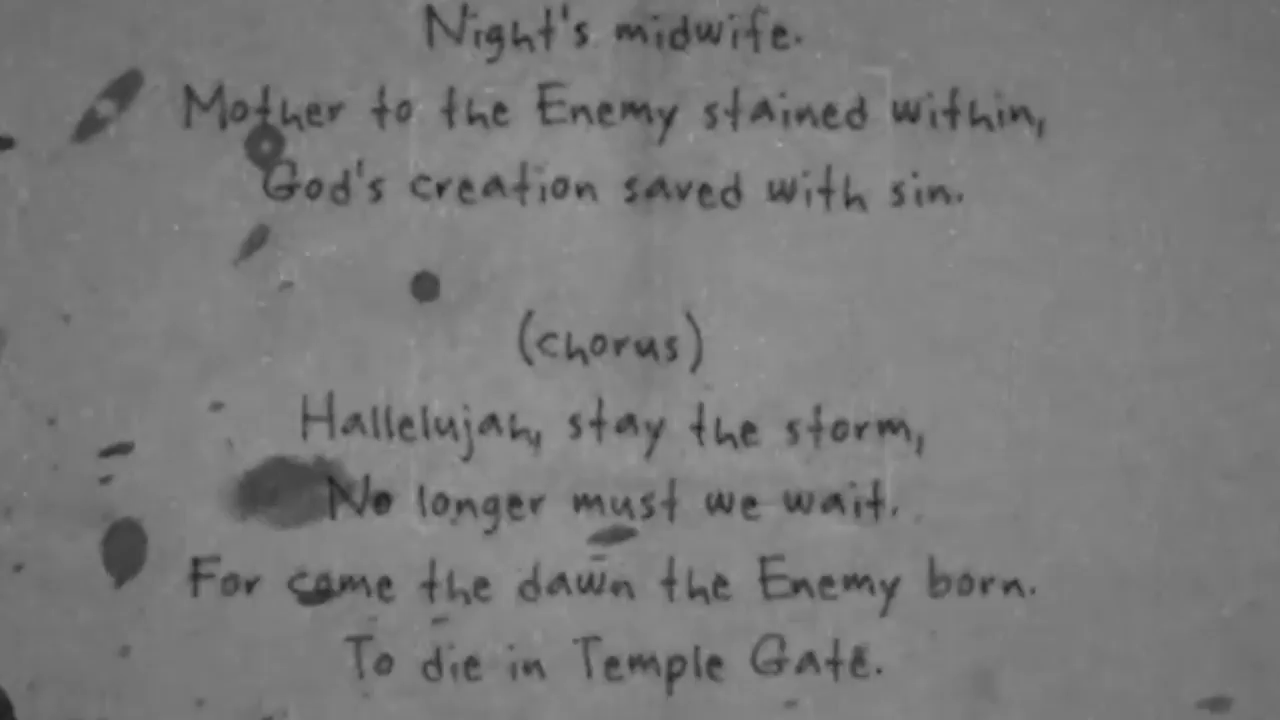 Night's midwife.
Mother to the Enemy stained within,
God's creation saved with sin.
(chorus)
Hallelujah, stay the storm,
No longer must we wait.
For came the dawn the Enemy born.
To die in Temple Gate.